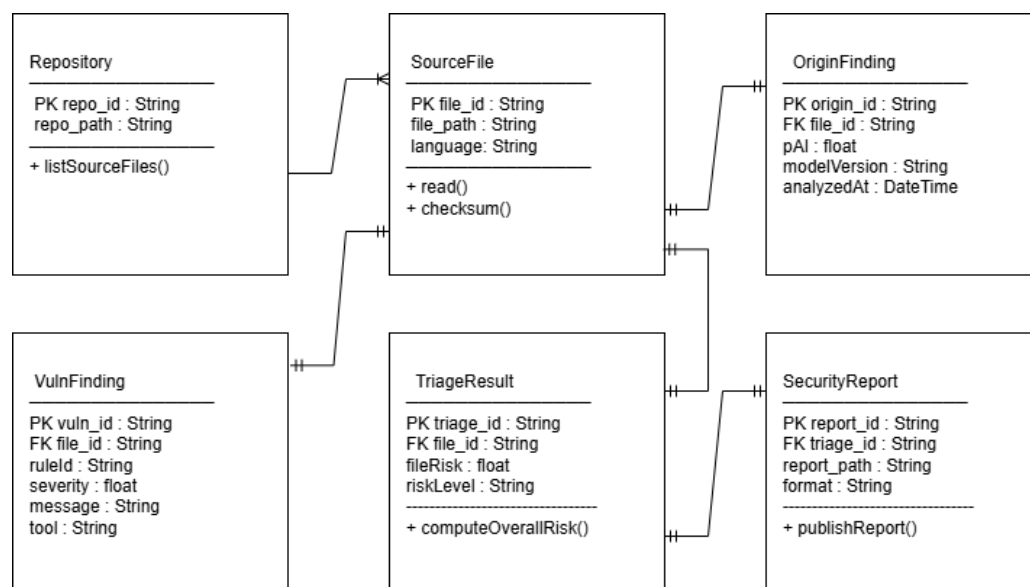 Repository
PK repo_id : String
repo_path : String
+ listSourceFiles()
SourceFile
PK file_id : String
file_path : String
language: String
+ read()
+ checksum()
OriginFinding
PK origin_id : String
FK file_id : String
pAI : float
modelVersion : String
analyzedAt : DateTime
VulnFinding
PK vuln_id : String
FK file_id : String
ruleId : String
severity : float
message : String
tool : String
TriageResult
PK triage_id : String
FK file_id : String
fileRisk : float
riskLevel : String
+ computeOverallRisk()
SecurityReport
PK report_id : String
FK triage_id : String
report_path : String
format : String
+ publishReport()